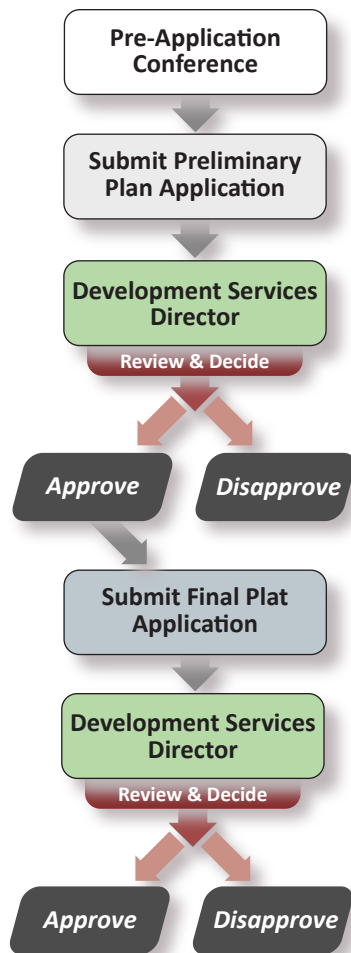 Pre-Application
Conference
Submit Preliminary
Plan Application
Development Services
Director
Review & Decide
Approve
Disapprove
Submit Final Plat
Application
Development Services
Director
Review & Decide
Approve
Disapprove